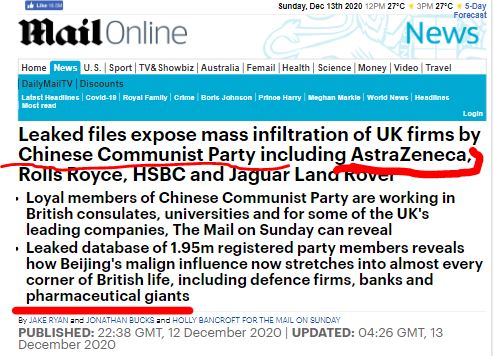 Like 16.5M
Sunday, Dec 13th 2020 12PM 27°C 3PM 27°C 5-Day Forecast
Mail Online
News
Home News U.S. Sport TV&Showbiz Australia Femail Health Science Money Video Travel
DailyMailTV Discounts
Latest Headlines Covid-19 Royal Family Crime Boris Johnson Prince Harry Meghan Markle World News Headlines
Most read
Login
Leaked files expose mass infiltration of UK firms by
Chinese Communist Party including AstraZeneca,
Rolls Royce, HSBC and Jaguar Land Rover
• Loyal members of Chinese Communist Party are working in
British consulates, universities and for some of the UK's
leading companies, The Mail on Sunday can reveal
• Leaked database of 1.95m registered party members reveals
how Beijing's malign influence now stretches into almost every
corner of British life, including defence firms, banks and
pharmaceutical giants
By JAKE RYAN and JONATHAN BUCKS and HOLLY BANCROFT FOR THE MAIL ON SUNDAY
PUBLISHED: 22:38 GMT, 12 December 2020 | UPDATED: 04:26 GMT, 13
December 2020